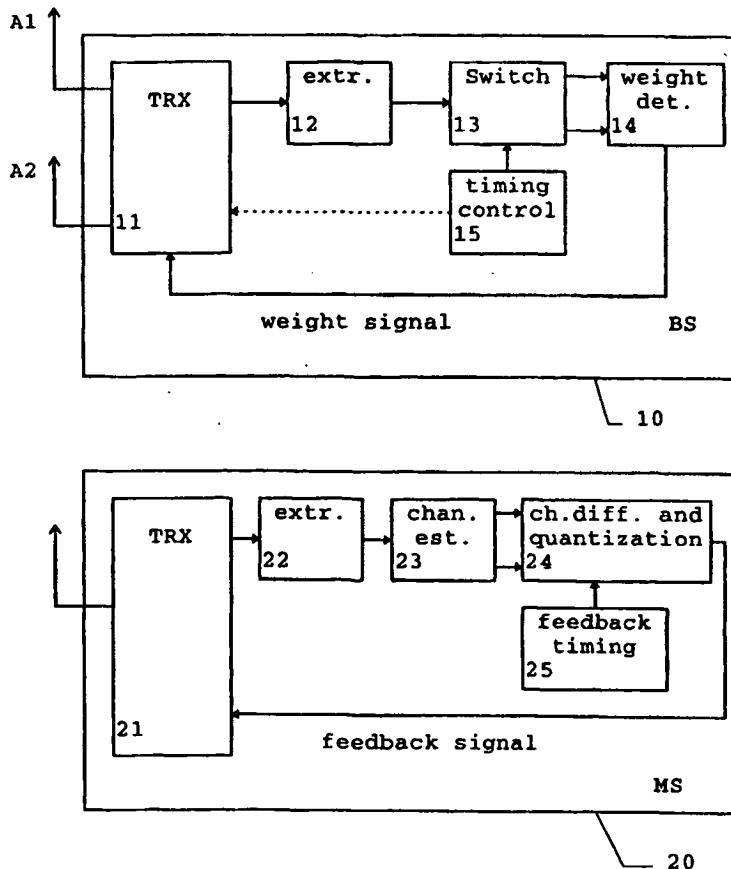 A1
TRX
11
extr.
12
Switch
13
weight
det.
14
A2
timing
control
15
weight signal
BS
10
TRX
21
extr.
22
chan.
est.
23
ch.diff. and
quantization
24
feedback
timing
25
feedback signal
MS
20